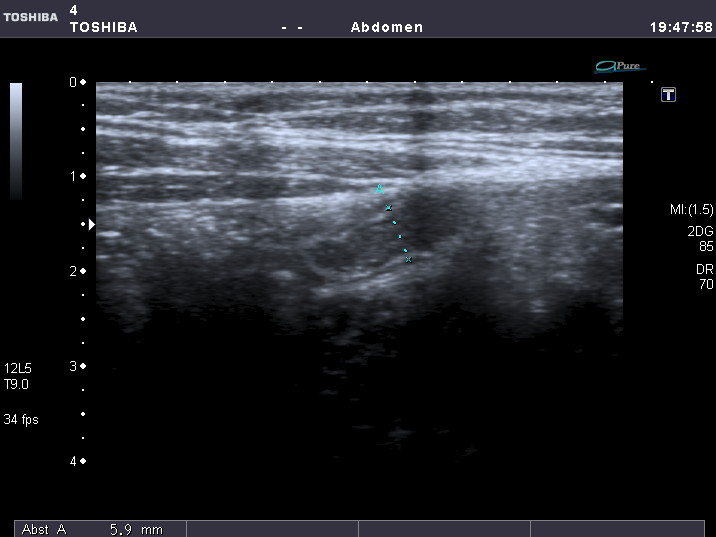 TOSHIBA
4
TOSHIBA - - Abdomen 19:47:58
aPure
T
0
1
2
3
4
MI:(1.5)
2DG
85
DR
70
12L5
T9.0
34 fps
Abst A 5.9 mm